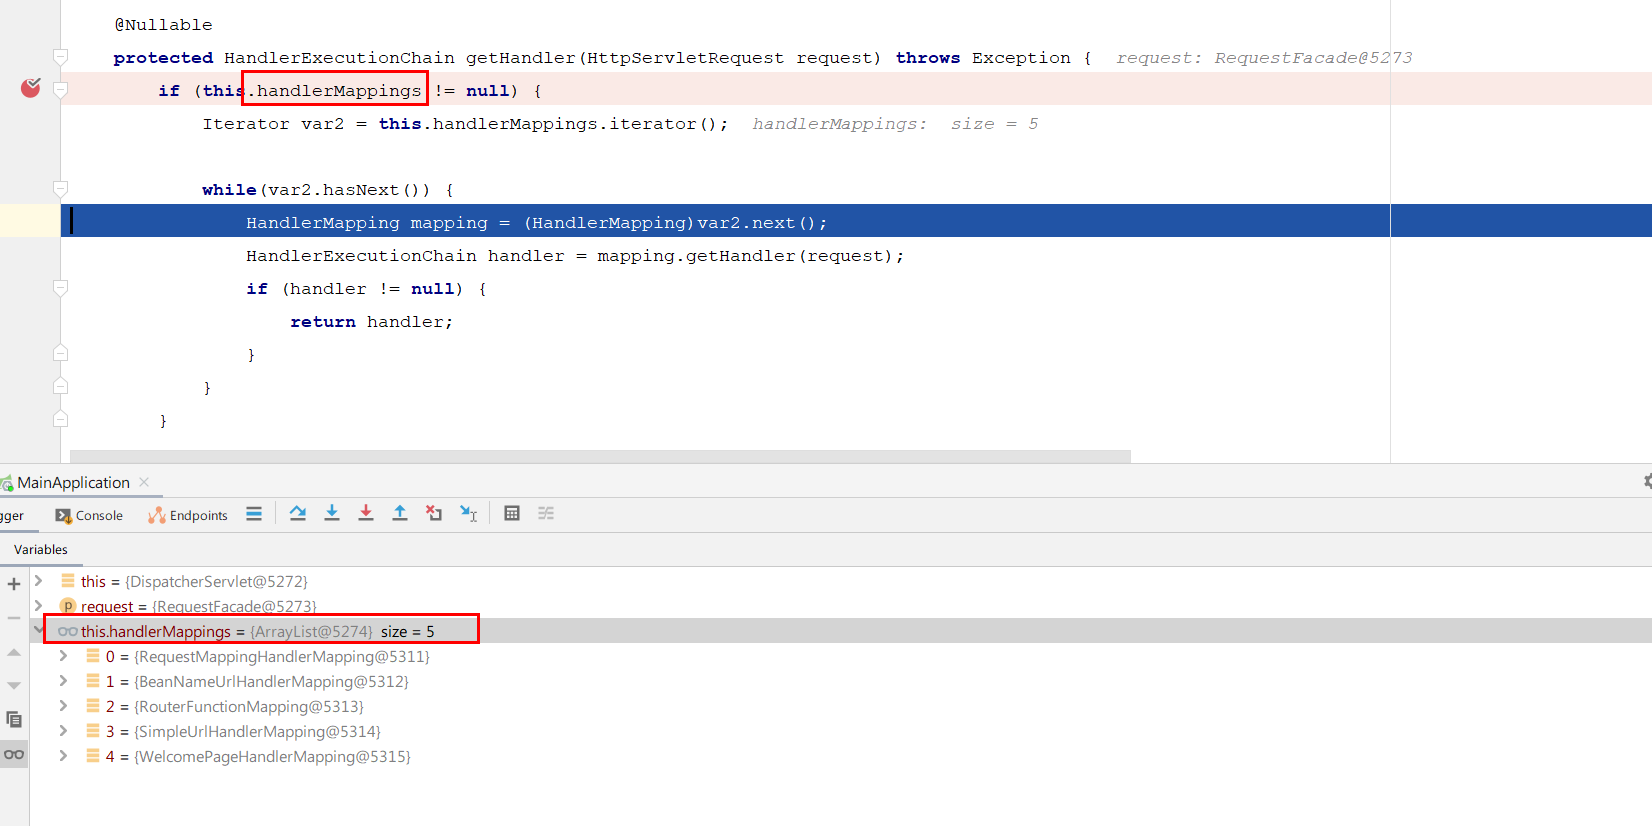 @Nullable
protected HandlerExecutionChain getHandler(HttpServletRequest request) throws Exception {  request: RequestFacade@5273
if (this.handlerMappings != null) {
Iterator var2 = this.handlerMappings.iterator();  handlerMappings:  size = 5
while(var2.hasNext()) {
HandlerMapping mapping = (HandlerMapping)var2.next();
HandlerExecutionChain handler = mapping.getHandler(request);
if (handler != null) {
return handler;
}
}
}
MainApplication
gger Console Endpoints
Variables
this = {DispatcherServlet@5272}
p request = {RequestFacade@5273}
this.handlerMappings = {ArrayList@5274} size = 5
0 = {RequestMappingHandlerMapping@5311}
1 = {BeanNameUrlHandlerMapping@5312}
2 = {RouterFunctionMapping@5313}
3 = {SimpleUrlHandlerMapping@5314}
4 = {WelcomePageHandlerMapping@5315}